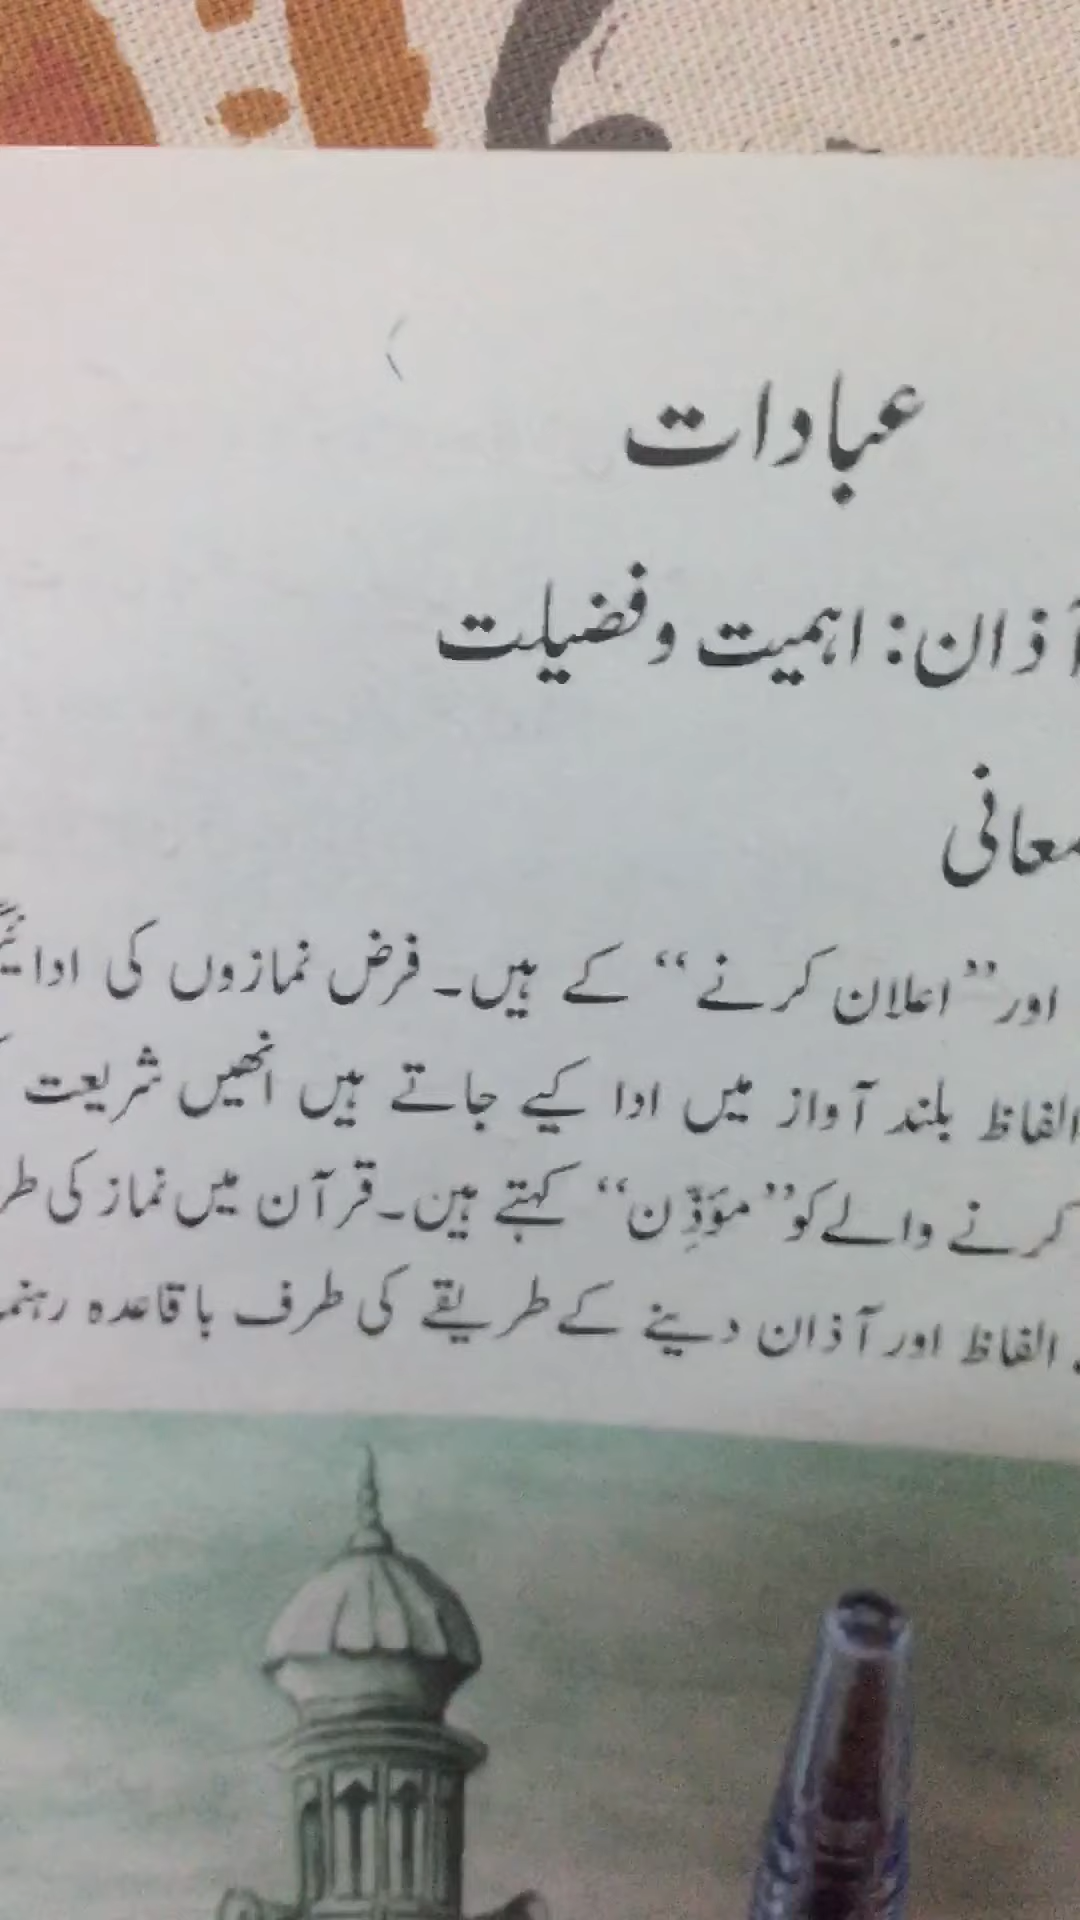 عبادات
آذان: اہمیت و فضیلت
معانی
اور ”اعلان کرنے“ کے ہیں۔ فرض نمازوں کی
الفاظ بلند آواز میں ادا کیے جاتے ہیں انھیں شریعت
کرنے والے کو ”مؤذِّن“ کہتے ہیں۔ قرآن میں نماز کی
الفاظ اور آذان دینے کے طریقے کی طرف باقاعدہ